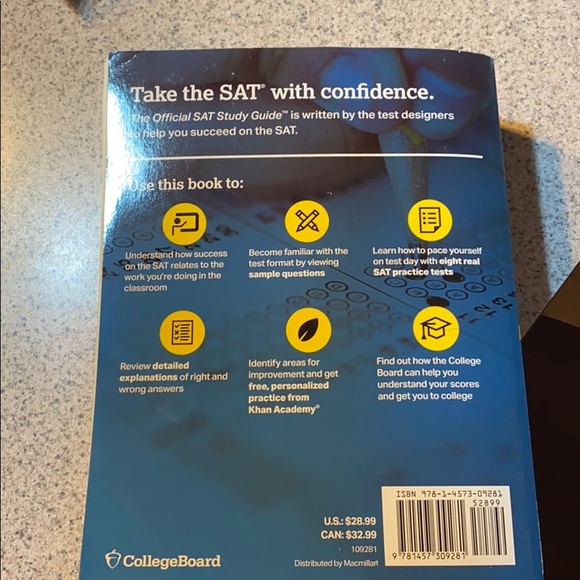 Take the SAT® with confidence.
The Official SAT Study Guide™ is written by the test designers
to help you succeed on the SAT.
Use this book to:
Understand how success
on the SAT relates to the
work you're doing in the
classroom
Become familiar with the
test format by viewing
sample questions
Learn how to pace yourself
on test day with eight real
SAT practice tests
Review detailed
explanations of right and
wrong answers
Identify areas for
improvement and get
free, personalized
practice from
Khan Academy®
Find out how the College
Board can help you
understand your scores
and get you to college
CollegeBoard
U.S.: $28.99
CAN: $32.99
109281
Distributed by Macmillan
ISBN 978-1-4573-09281
52899
9 781457 309281